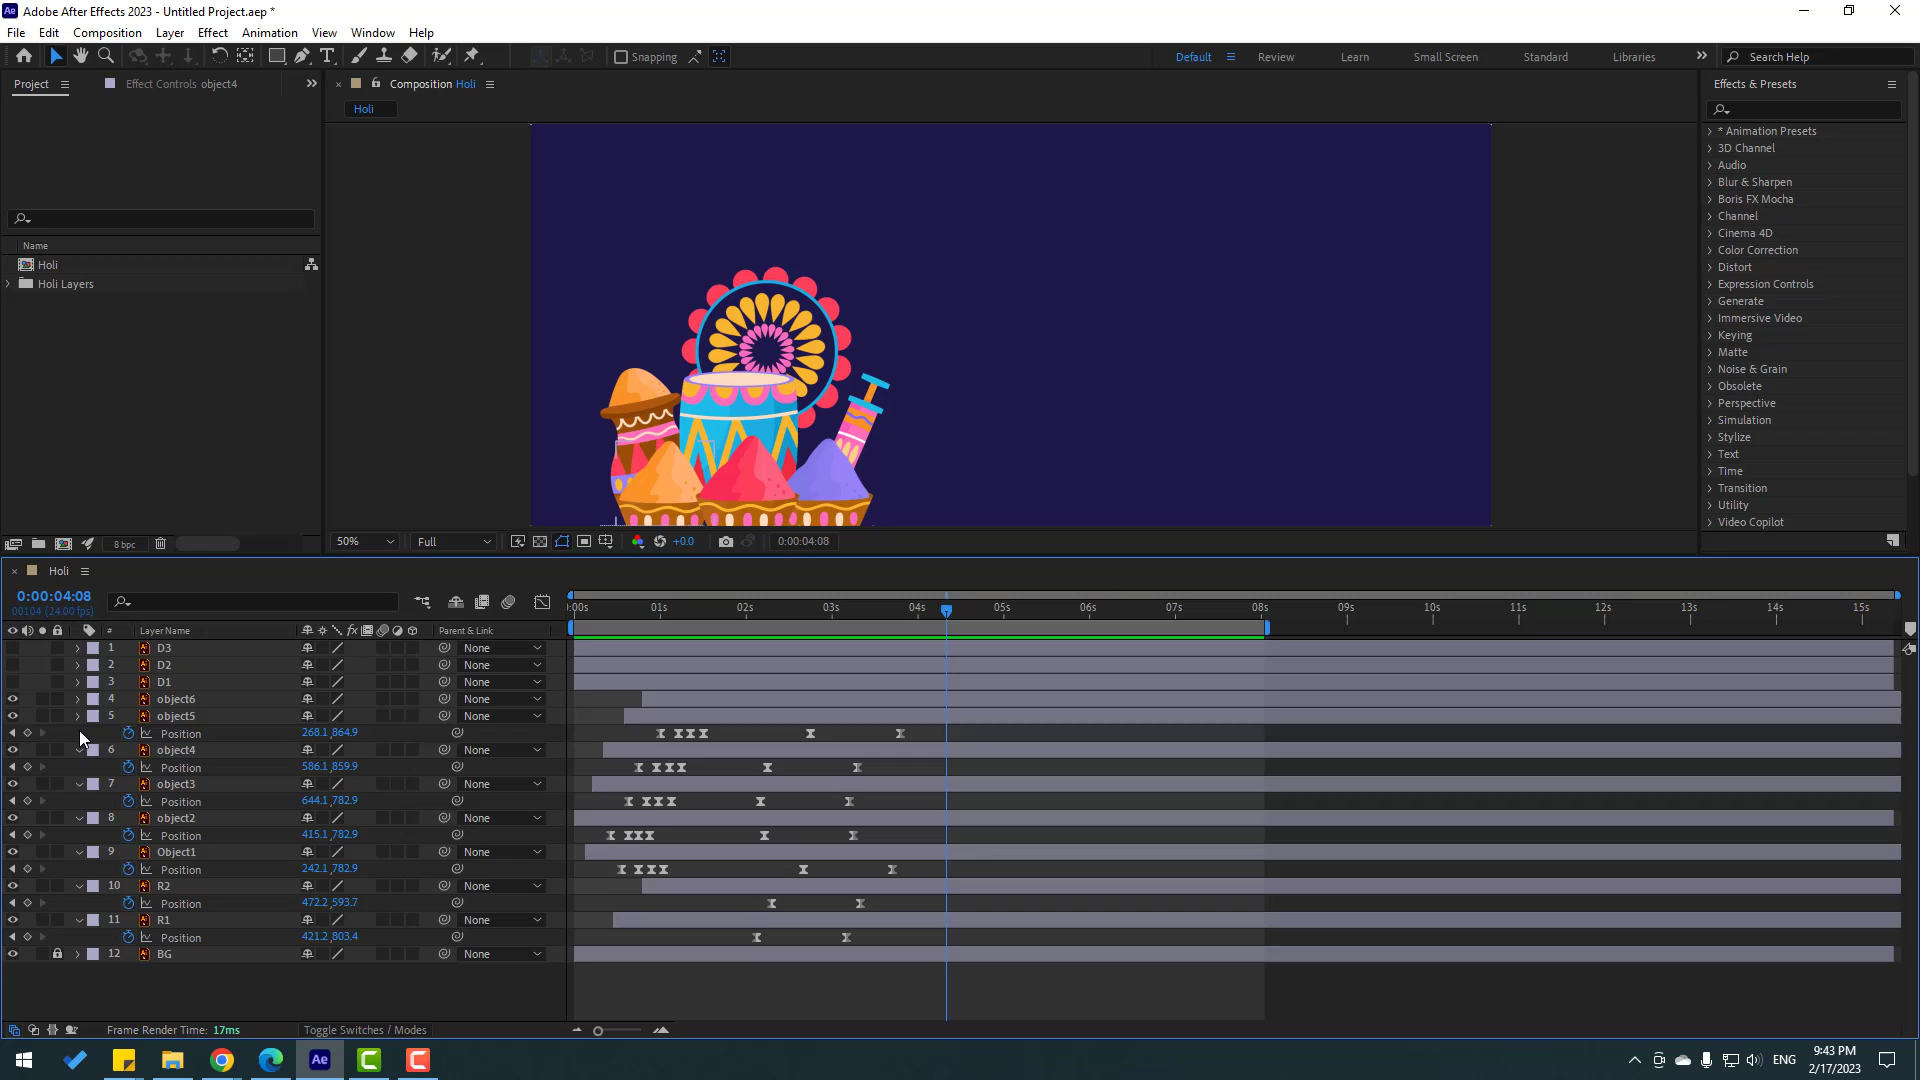 Adobe After Effects 2023 - Untitled Project.aep *
File Edit Composition Layer Effect Animation View Window Help
Snapping Default Review Learn Small Screen Standard Libraries Search Help
Project Effect Controls object4
Composition Holi
Effects & Presets
Holi
* Animation Presets
3D Channel
Audio
Blur & Sharpen
Boris FX Mocha
Channel
Cinema 4D
Color Correction
Distort
Expression Controls
Generate
Immersive Video
Keying
Matte
Noise & Grain
Obsolete
Perspective
Simulation
Stylize
Text
Time
Transition
Utility
Video Copilot
Name
Holi
Holi Layers
8 bpc
50% Full +0.0 0:00:04:08
Holi
0:00:04:08
00104 (24.00 fps)
:00s 01s 02s 03s 04s 05s 06s 07s 08s 09s 10s 11s 12s 13s 14s 15s
# Layer Name fx Parent & Link
1 D3 None
2 D2 None
3 D1 None
4 object6 None
5 object5 None
Position 268.1,864.9
6 object4 None
Position 586.1,859.9
7 object3 None
Position 644.1,782.9
8 object2 None
Position 415.1,782.9
9 Object1 None
Position 242.1,782.9
10 R2 None
Position 472.2,593.7
11 R1 None
Position 421.2,803.4
12 BG None
Frame Render Time: 17ms Toggle Switches / Modes
ENG 9:43 PM
2/17/2023